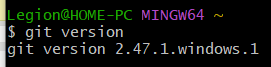 Legion@HOME-PC MINGW64 ~
$ git version
git version 2.47.1.windows.1